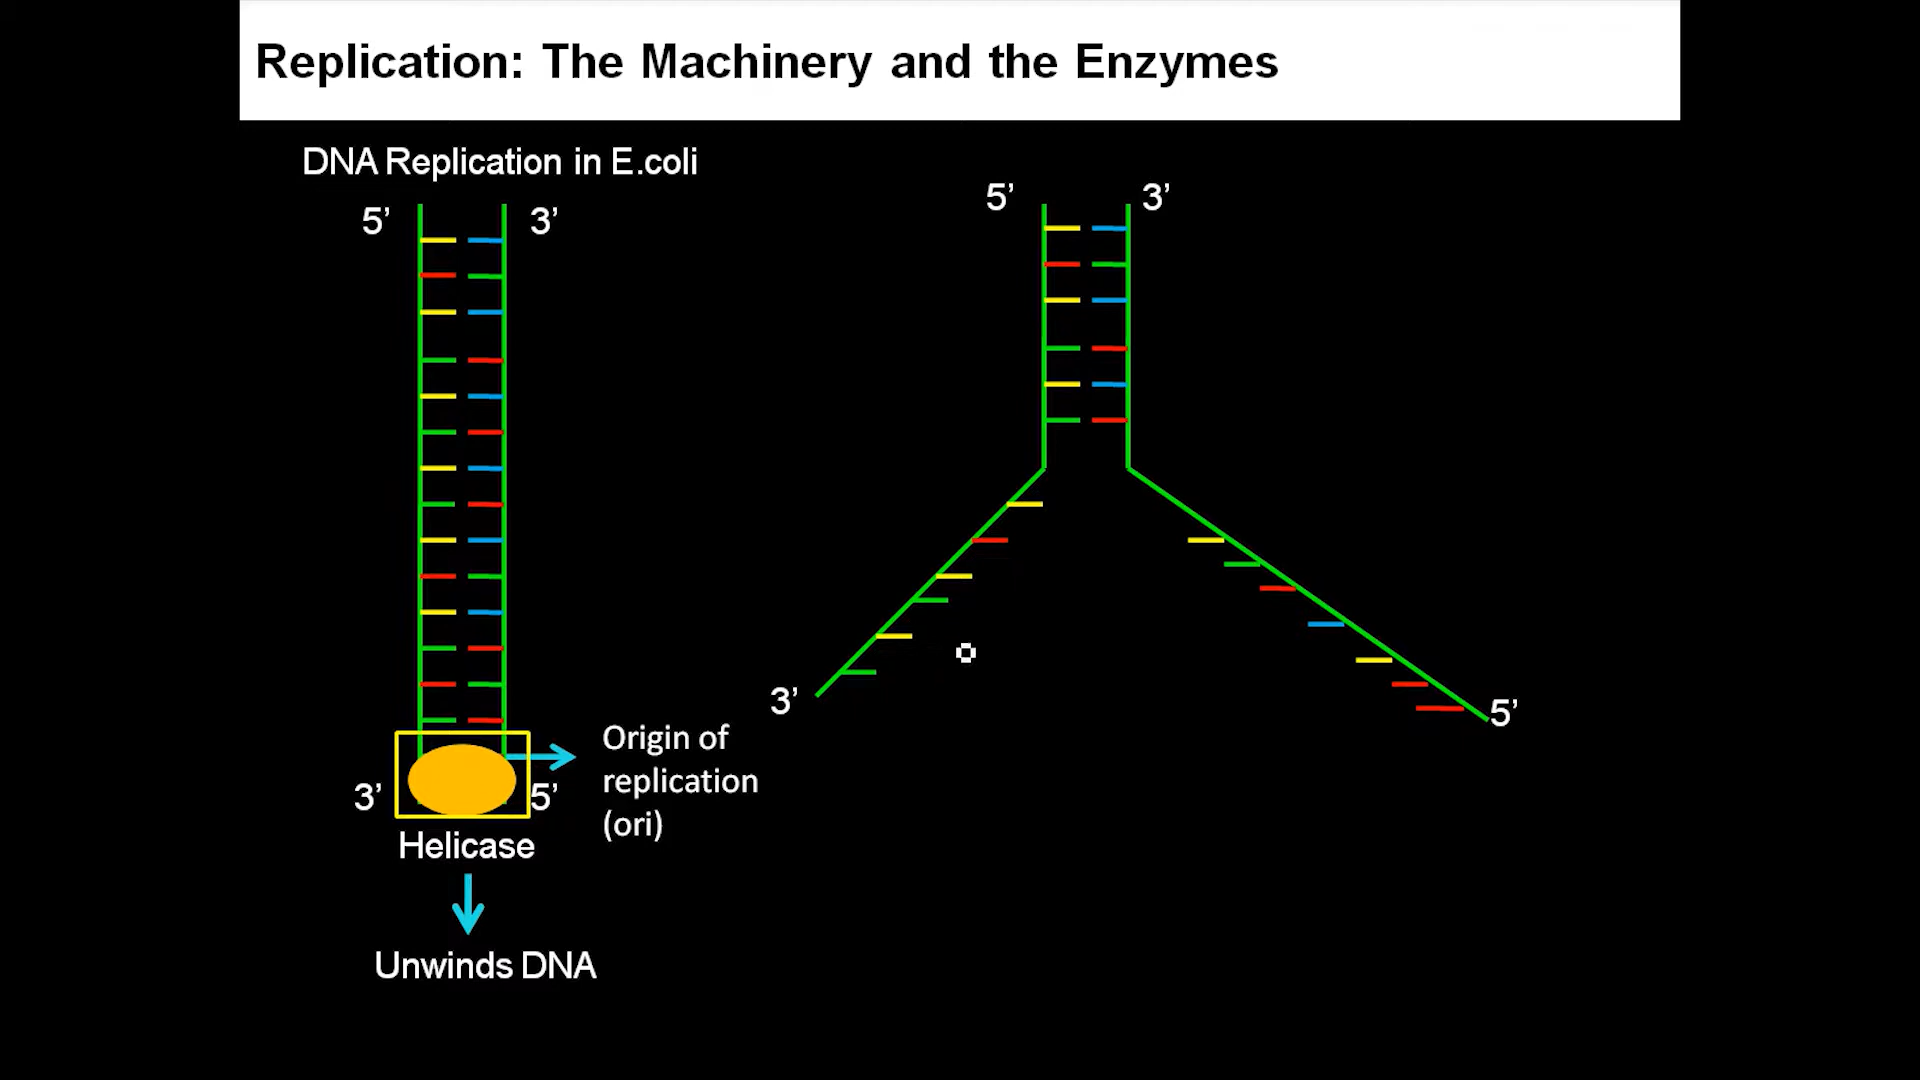 Replication: The Machinery and the Enzymes
DNA Replication in E.coli
5’ 3’
5’ 3’
3’ 5’
Origin of
replication
(ori)
3’ 5’
Helicase
Unwinds DNA